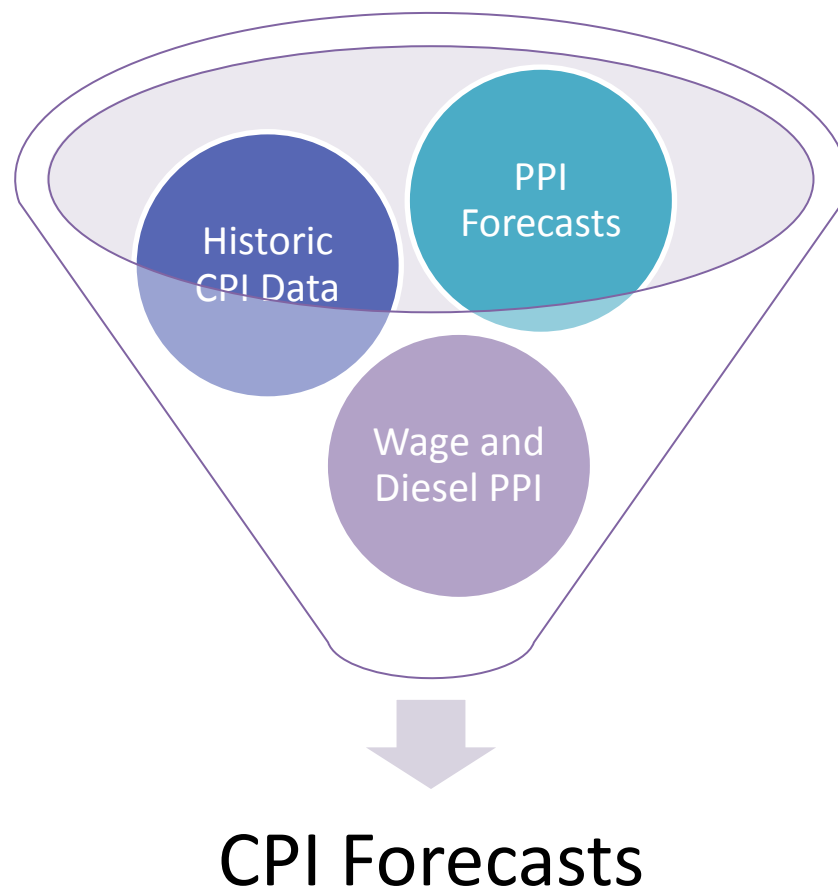 PPI
Forecasts
Historic
CPI Data
Wage and
Diesel PPI
CPI Forecasts